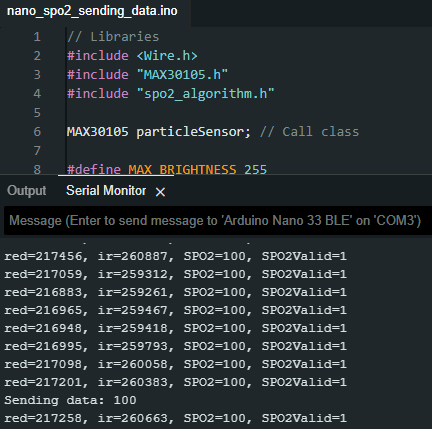 nano_spo2_sending_data.ino
1 // Libraries
2 #include <Wire.h>
3 #include "MAX30105.h"
4 #include "spo2_algorithm.h"
5
6 MAX30105 particleSensor; // Call class
7
8 #define MAX_BRIGHTNESS 255
Output Serial Monitor ×
Message (Enter to send message to 'Arduino Nano 33 BLE' on 'COM3')
red=217456, ir=260887, SPO2=100, SPO2Valid=1
red=217059, ir=259312, SPO2=100, SPO2Valid=1
red=216883, ir=259261, SPO2=100, SPO2Valid=1
red=216965, ir=259467, SPO2=100, SPO2Valid=1
red=216948, ir=259418, SPO2=100, SPO2Valid=1
red=216995, ir=259793, SPO2=100, SPO2Valid=1
red=217098, ir=260058, SPO2=100, SPO2Valid=1
red=217201, ir=260383, SPO2=100, SPO2Valid=1
Sending data: 100
red=217258, ir=260663, SPO2=100, SPO2Valid=1